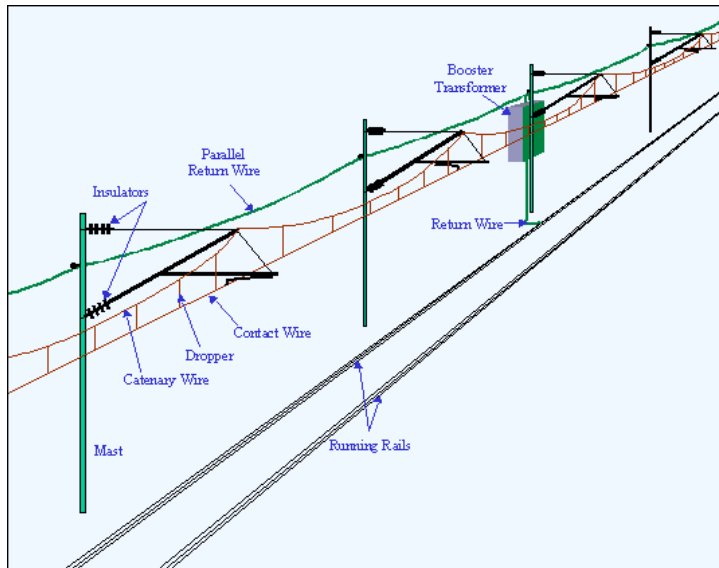 Booster
Transformer
Parallel
Return Wire
Insulators
Return Wire
Contact Wire
Dropper
Catenary Wire
Running Rails
Mast